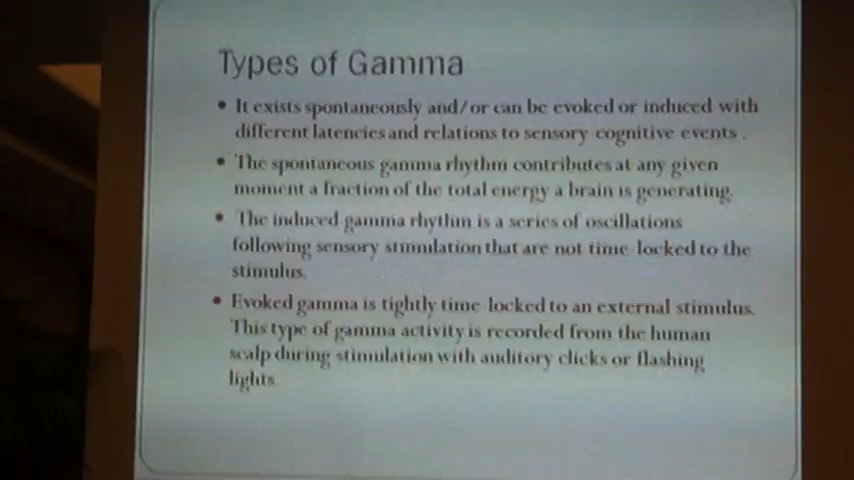 Types of Gamma
• It exists spontaneously and/or can be evoked or induced with
different latencies and relations to sensory-cognitive events .
• The spontaneous gamma rhythm contributes at any given
moment a fraction of the total energy a brain is generating.
• The induced gamma rhythm is a series of oscillations
following sensory stimulation that are not time-locked to the
stimulus.
• Evoked gamma is tightly time-locked to an external stimulus.
This type of gamma activity is recorded from the human
scalp during stimulation with auditory clicks or flashing
lights.